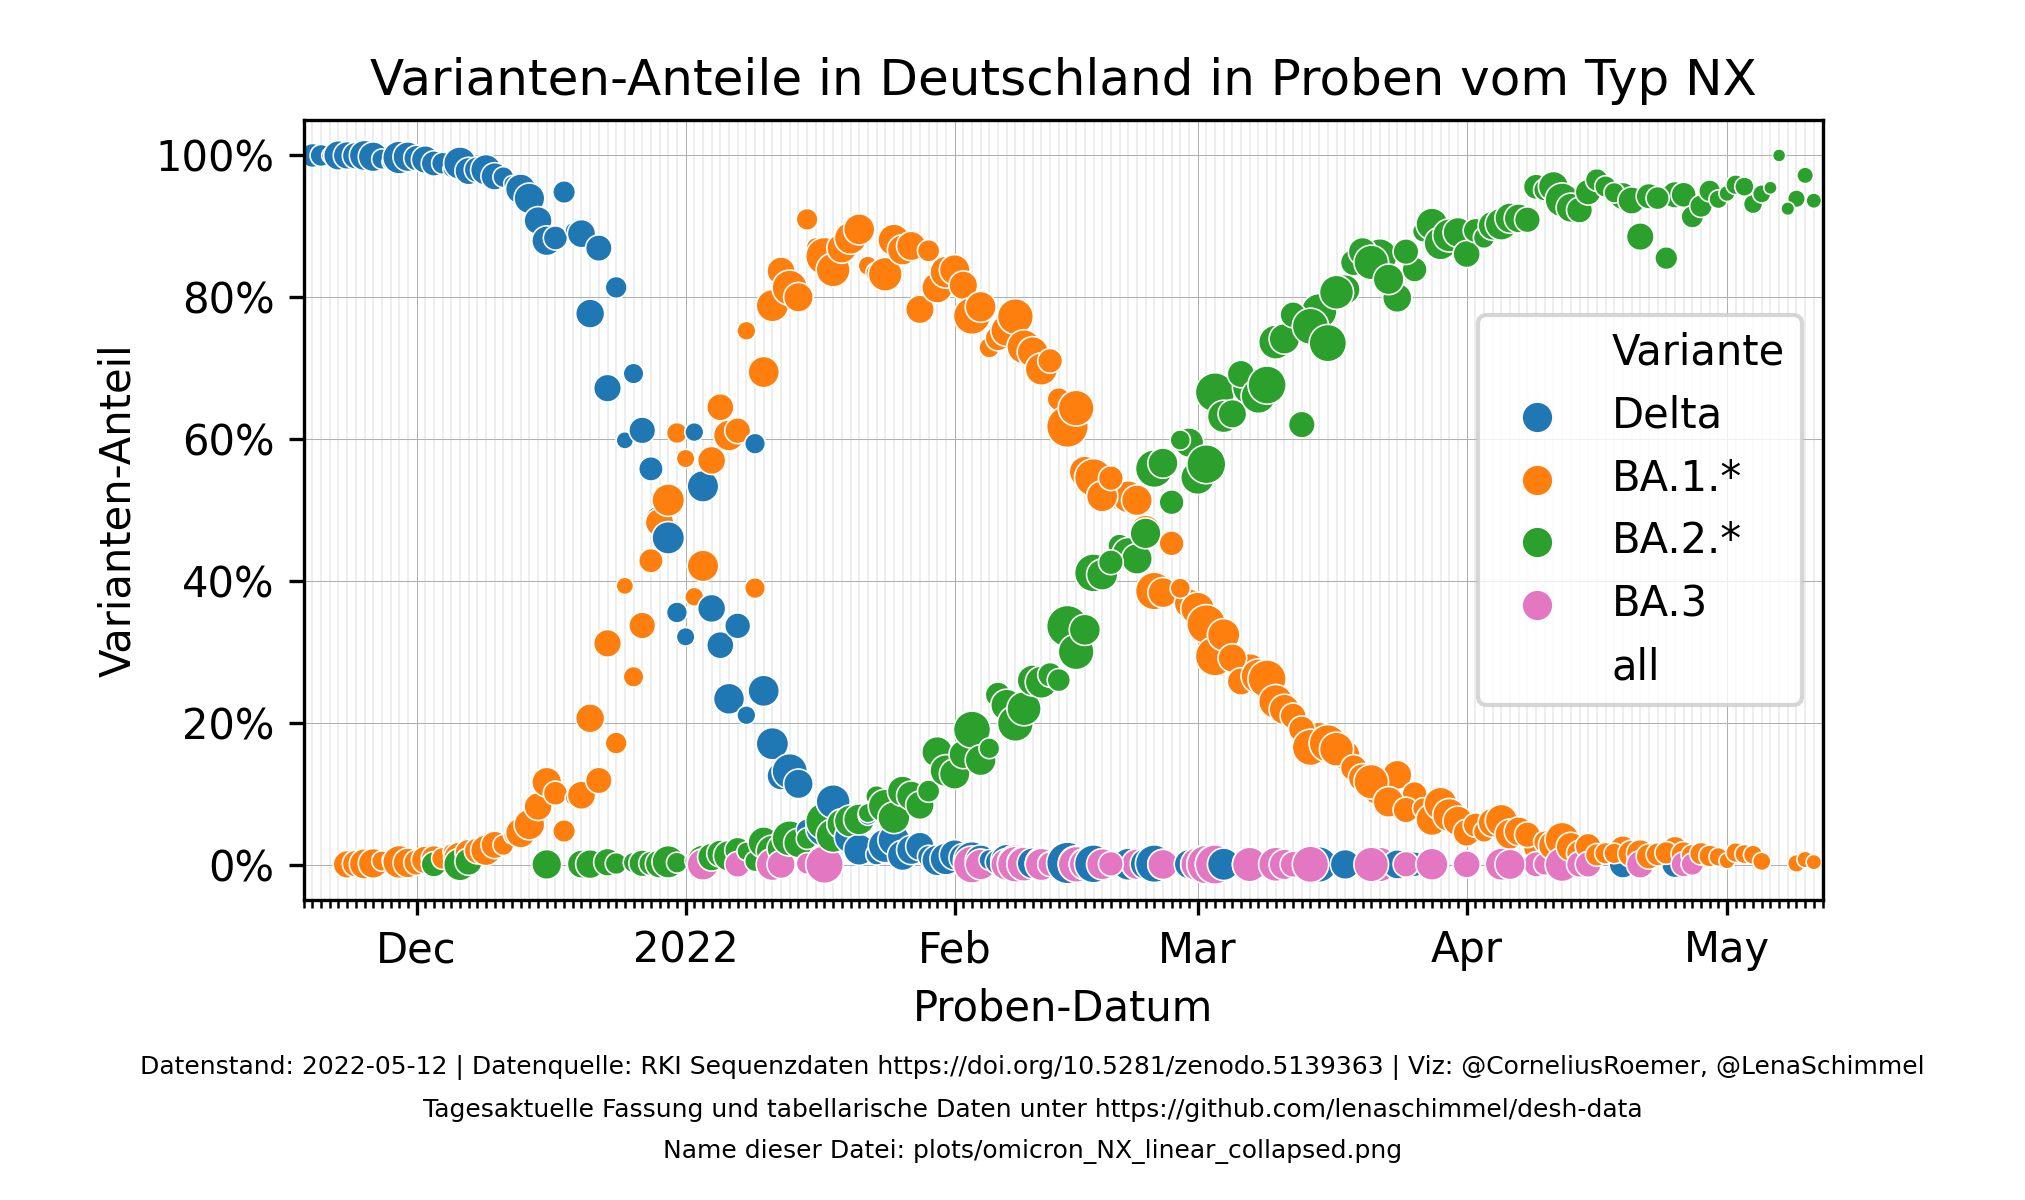 Varianten-Anteile in Deutschland in Proben vom Typ NX
Varianten-Anteil
100%
80%
60%
40%
20%
0%
Variante
Delta
BA.1.*
BA.2.*
BA.3
all
Dec
2022
Feb
Mar
Apr
May
Proben-Datum
Datenstand: 2022-05-12 | Datenquelle: RKI Sequenzdaten https://doi.org/10.5281/zenodo.5139363 | Viz: @CorneliusRoemer, @LenaSchimmel
Tagesaktuelle Fassung und tabellarische Daten unter https://github.com/lenaschimmel/desh-data
Name dieser Datei: plots/omicron_NX_linear_collapsed.png